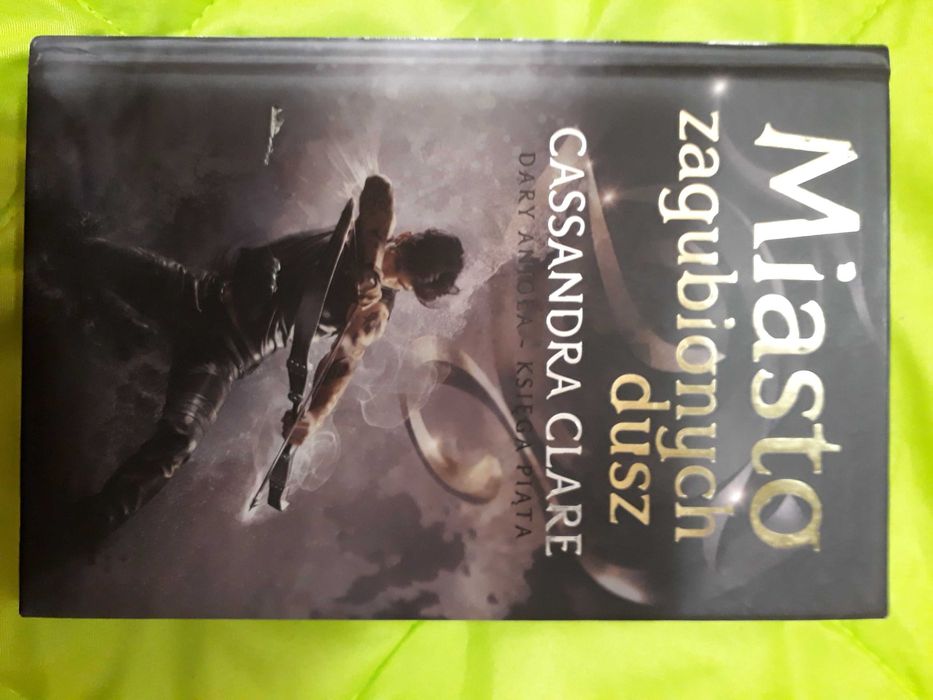 Miasto
zagubionych
dusz
CASSANDRA CLARE
DARY ANIOŁA - KSIĘGA PIĄTA